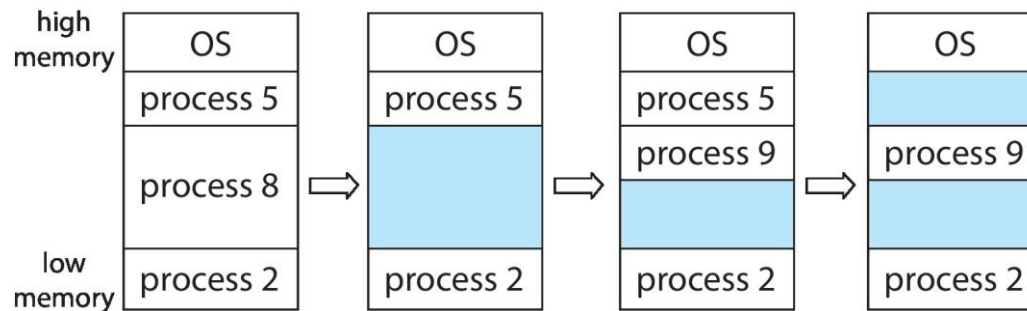 high
memory
OS
process 5
process 8
process 2
low
memory
OS
process 5
process 2
OS
process 5
process 9
process 2
OS
process 9
process 2